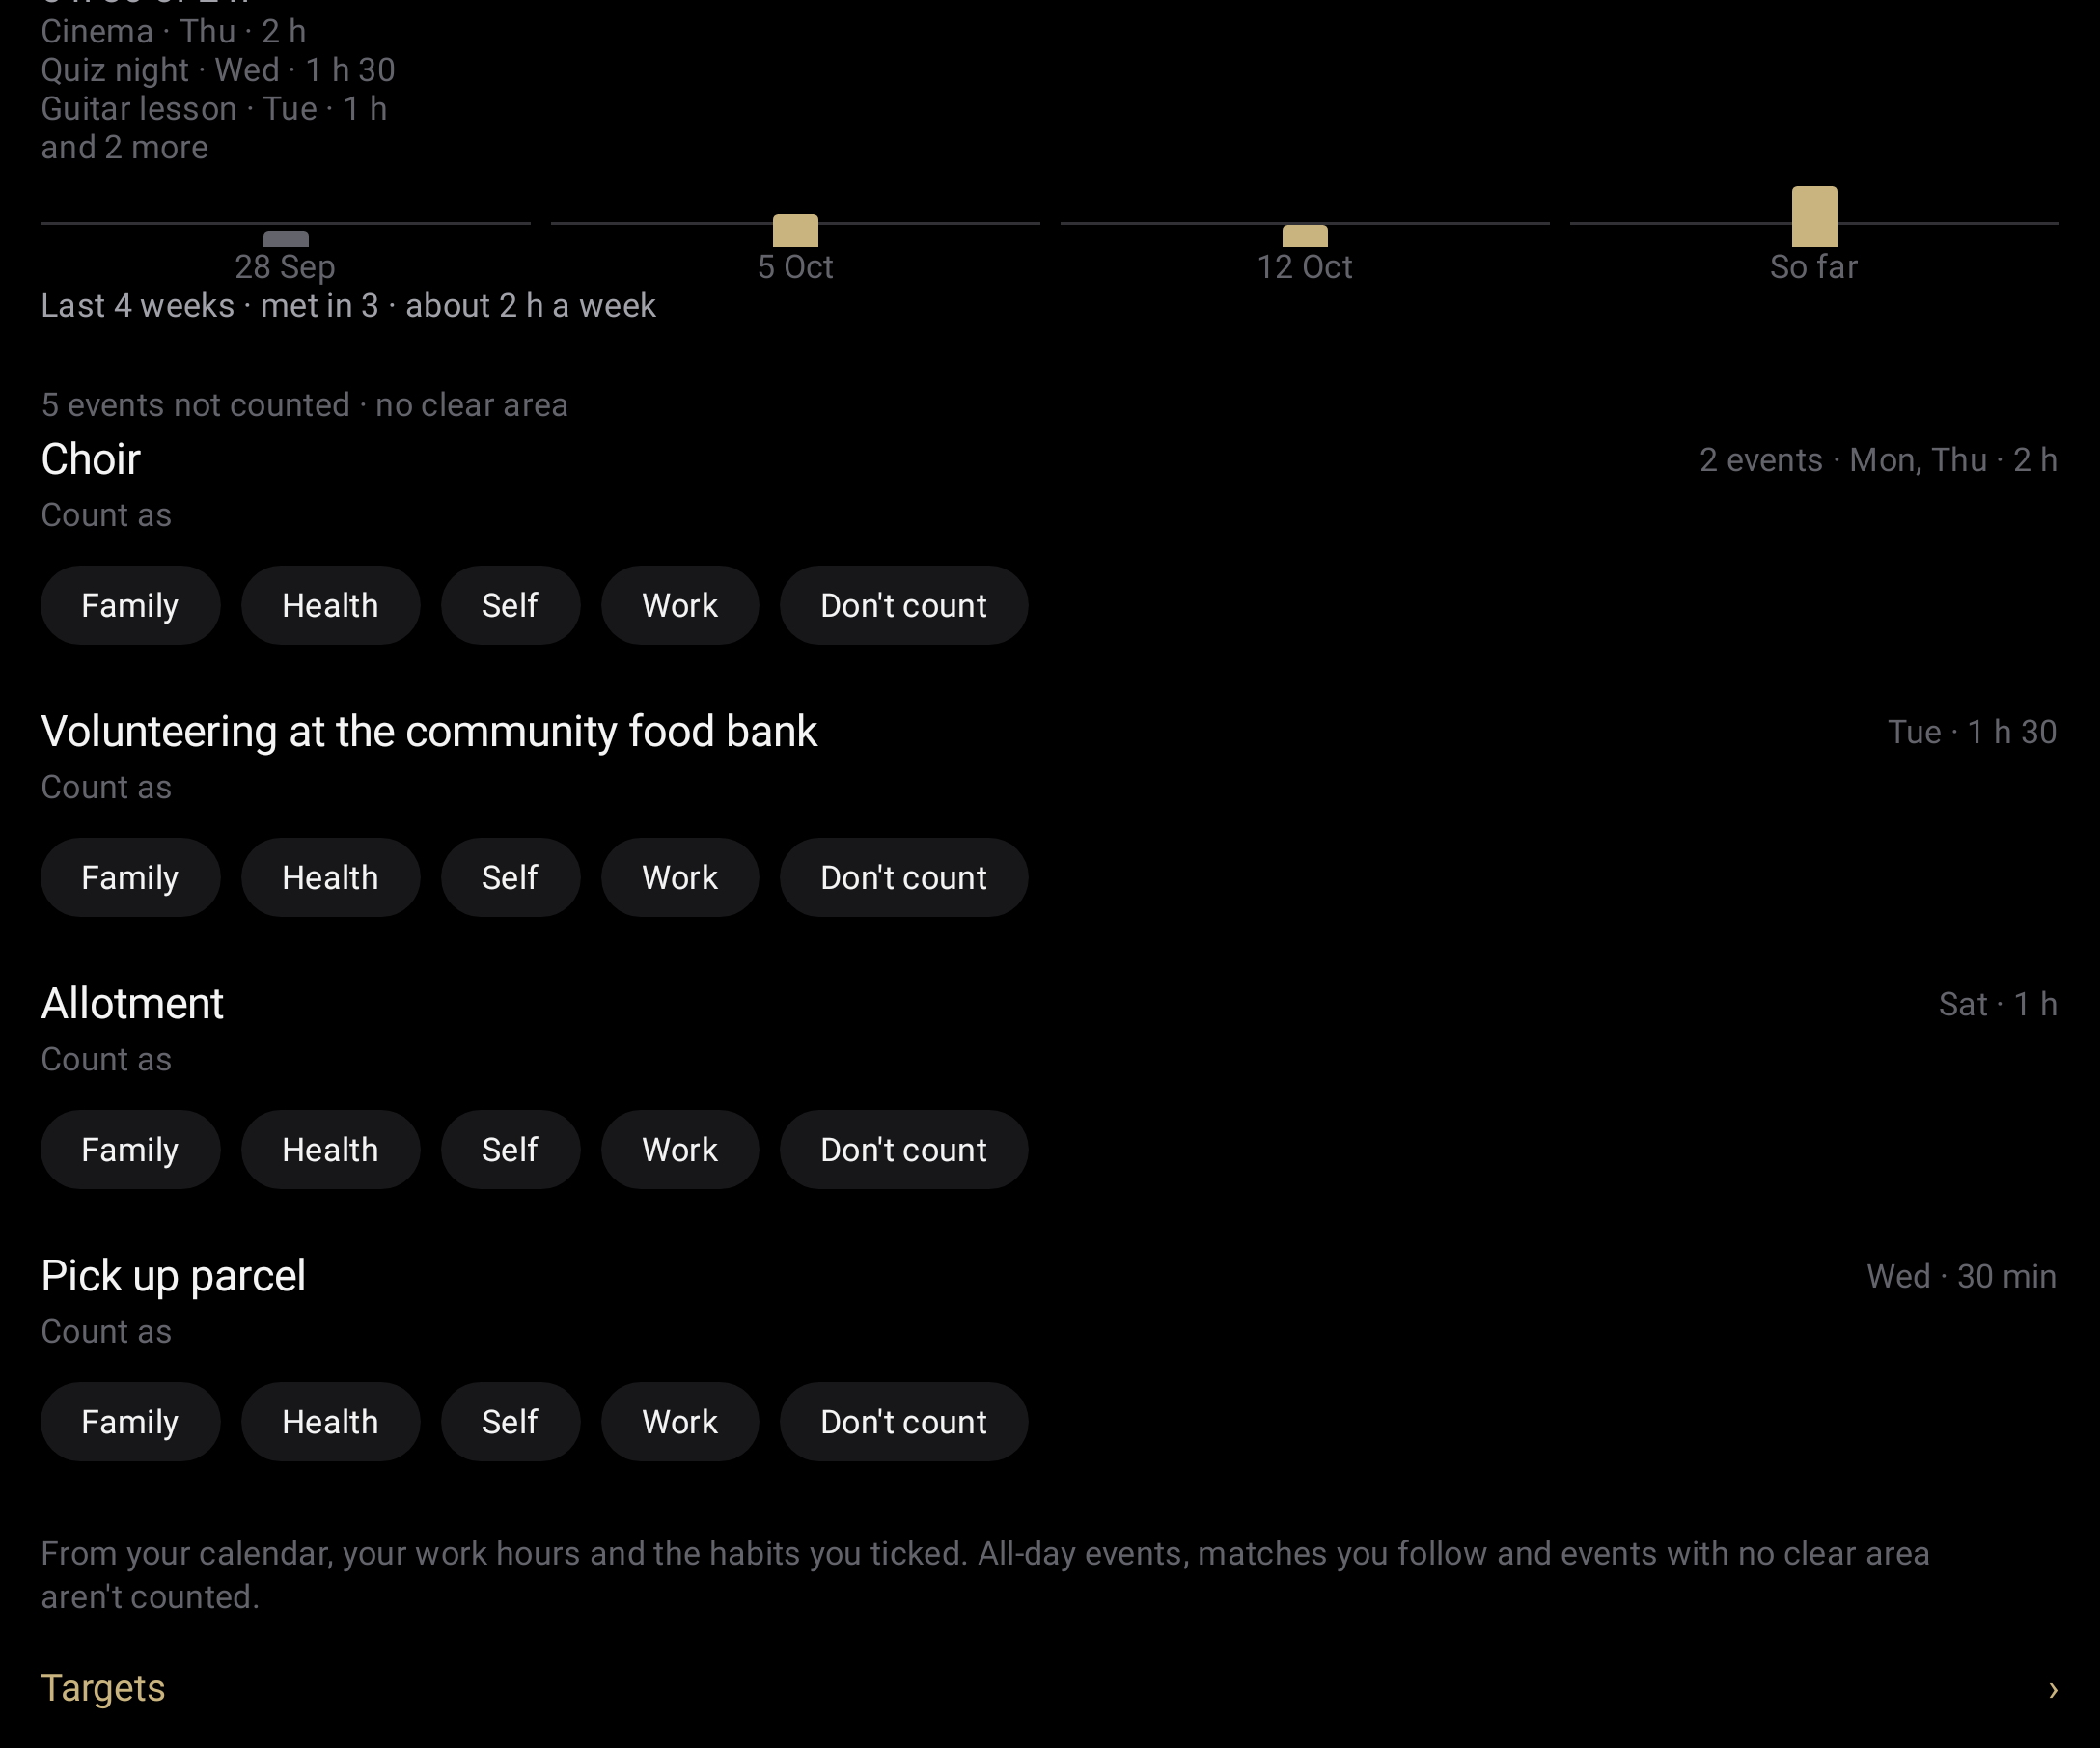 Cinema · Thu · 2 h
Quiz night · Wed · 1 h 30
Guitar lesson · Tue · 1 h
and 2 more
28 Sep
5 Oct
12 Oct
So far
Last 4 weeks · met in 3 · about 2 h a week
5 events not counted · no clear area
Choir
2 events · Mon, Thu · 2 h
Count as
Family
Health
Self
Work
Don't count
Volunteering at the community food bank
Tue · 1 h 30
Count as
Family
Health
Self
Work
Don't count
Allotment
Sat · 1 h
Count as
Family
Health
Self
Work
Don't count
Pick up parcel
Wed · 30 min
Count as
Family
Health
Self
Work
Don't count
From your calendar, your work hours and the habits you ticked. All-day events, matches you follow and events with no clear area
aren't counted.
Targets
›